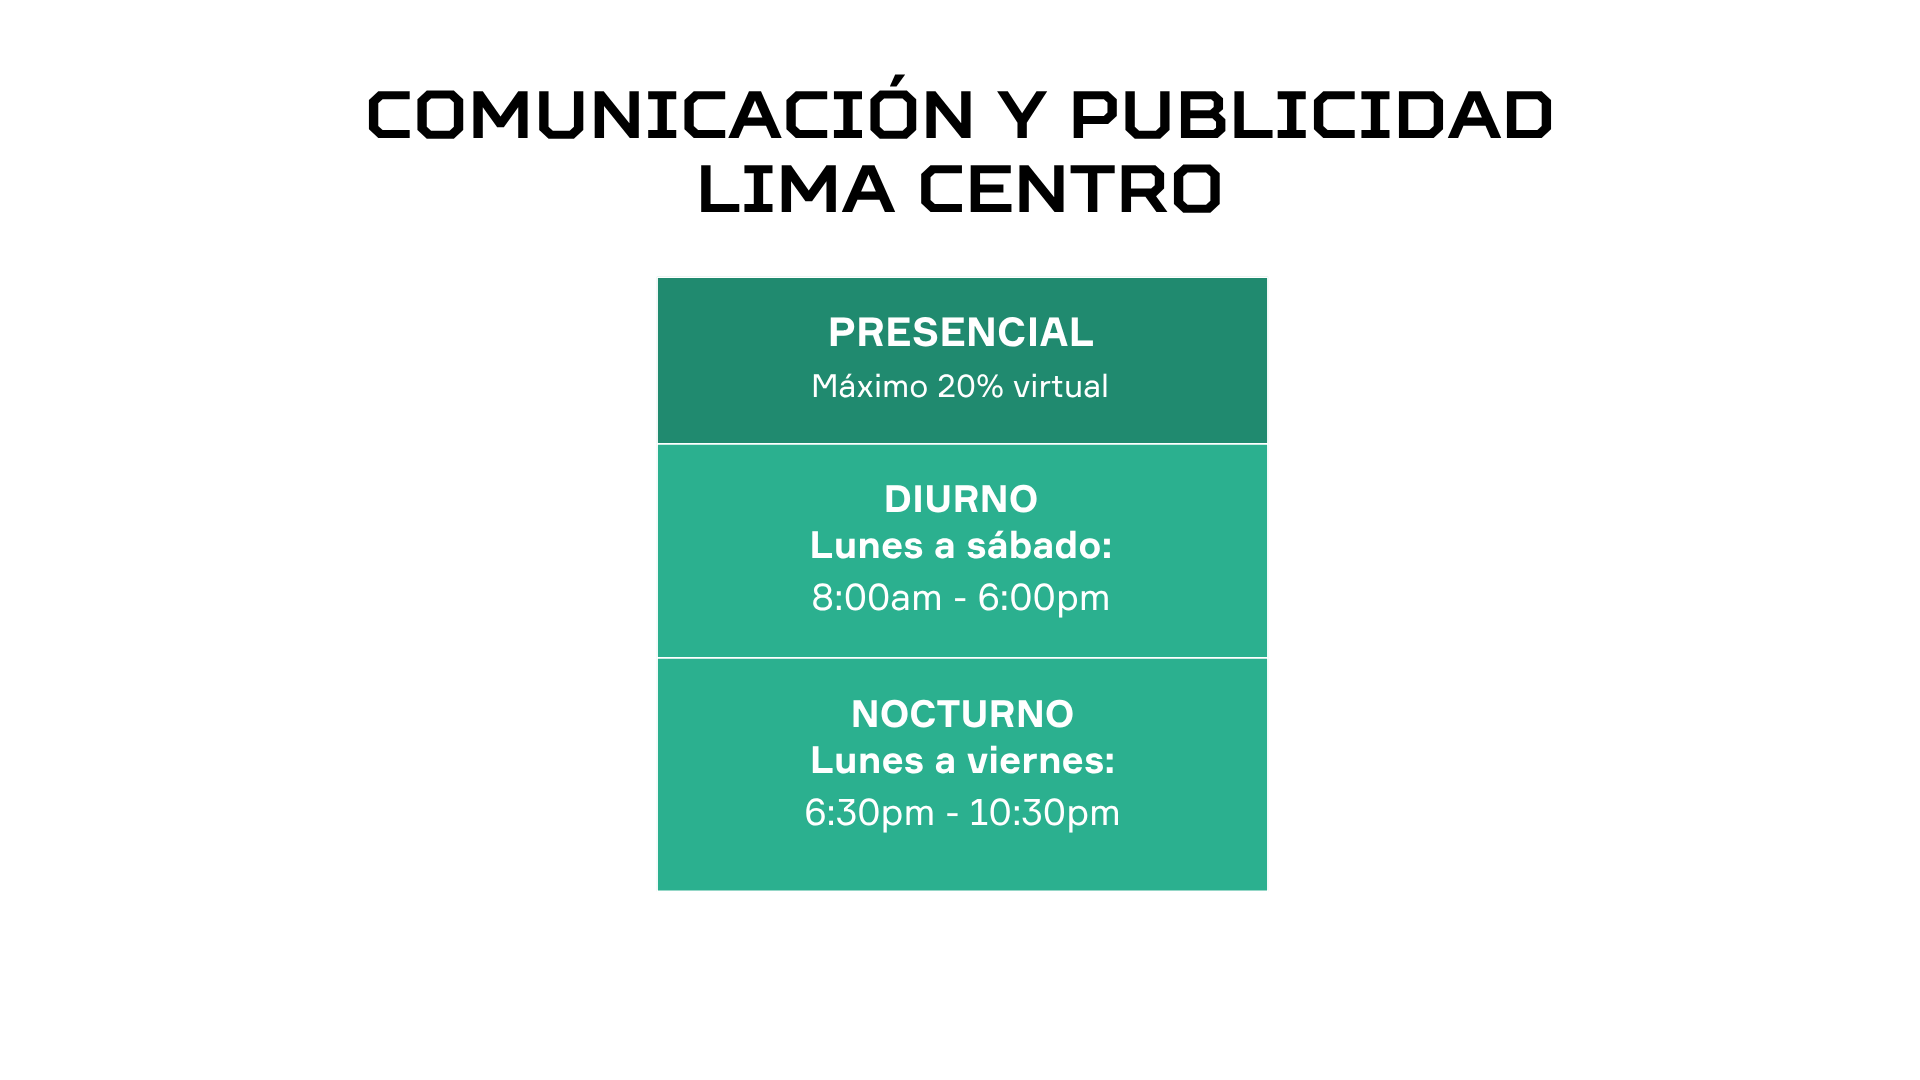 COMUNICACIÓN Y PUBLICIDAD
LIMA CENTRO
PRESENCIAL
Máximo 20% virtual
DIURNO
Lunes a sábado:
8:00am - 6:00pm
NOCTURNO
Lunes a viernes:
6:30pm - 10:30pm